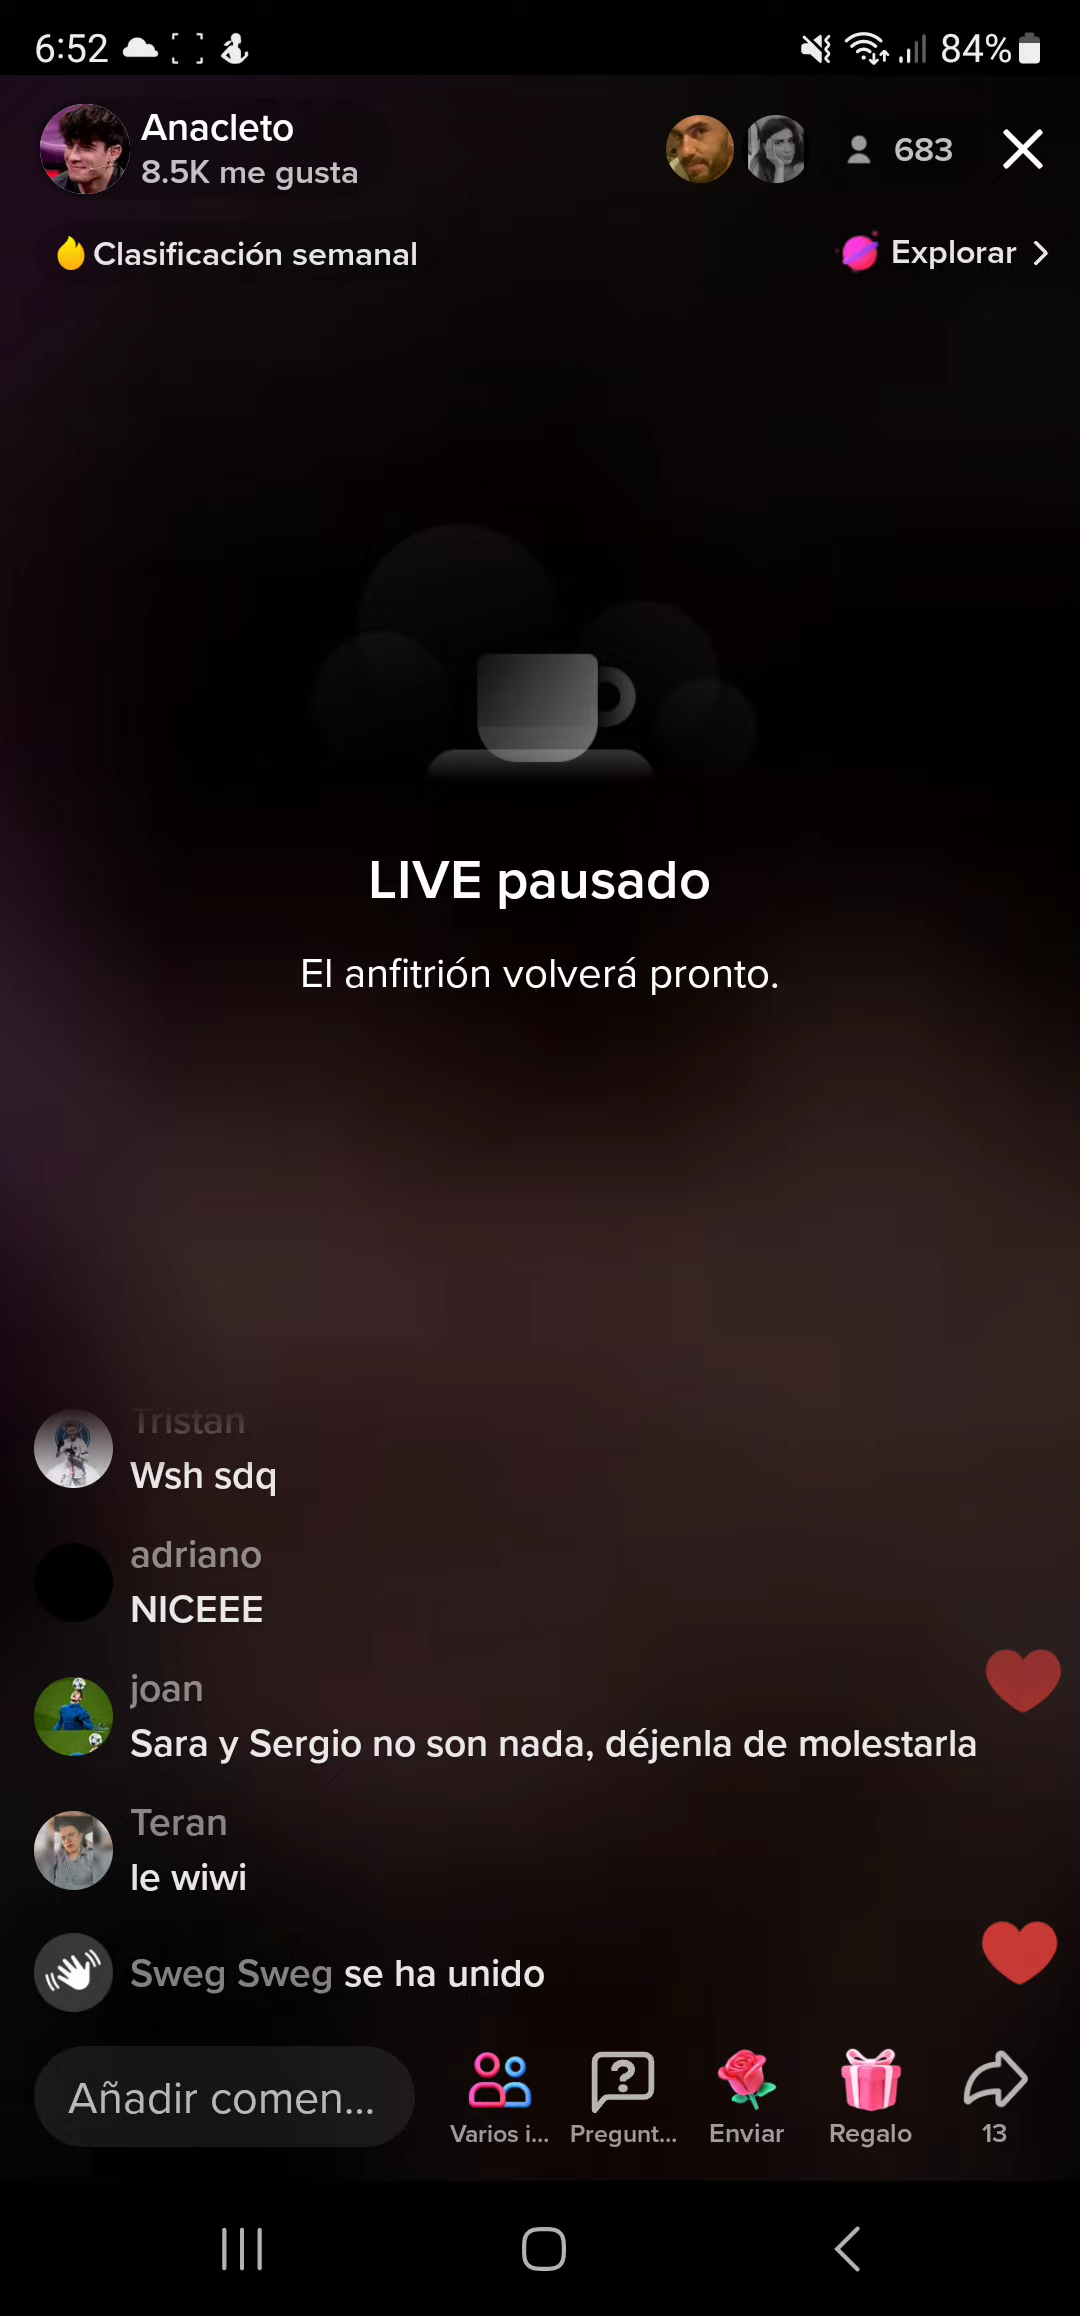 6:52
84%
Anacleto
8.5K me gusta
683
Clasificación semanal
Explorar
LIVE pausado
El anfitrión volverá pronto.
Tristan
Wsh sdq
adriano
NICEEE
joan
Sara y Sergio no son nada, déjenla de molestarla
Teran
le wiwi
Sweg Sweg se ha unido
Añadir comen...
Varios i...
Pregunt...
Enviar
Regalo
13